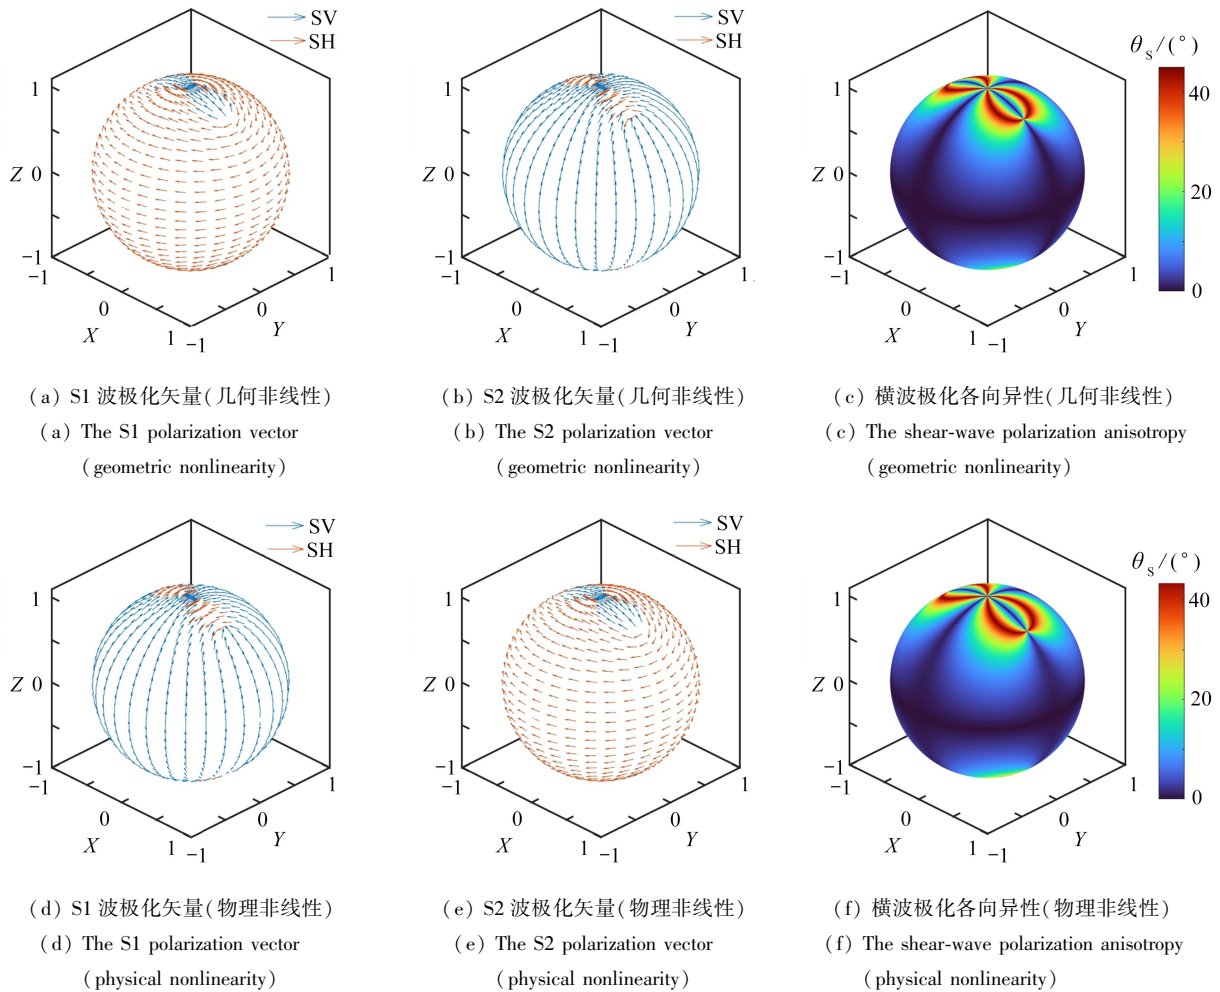 SV
SH
1
Z 0
−1
−1
0
X
1
−1
0
Y
1
SV
SH
1
Z 0
−1
−1
0
X
1
−1
0
Y
1
θS/(°)
40
20
0
1
Z 0
−1
−1
0
X
1
−1
0
Y
1
(a) S1 波极化矢量(几何非线性)
(a) The S1 polarization vector
(geometric nonlinearity)
(b) S2 波极化矢量(几何非线性)
(b) The S2 polarization vector
(geometric nonlinearity)
(c) 横波极化各向异性(几何非线性)
(c) The shear-wave polarization anisotropy
(geometric nonlinearity)
SV
SH
1
Z 0
−1
−1
0
X
1
−1
0
Y
1
SV
SH
1
Z 0
−1
−1
0
X
1
−1
0
Y
1
θS/(°)
40
20
0
1
Z 0
−1
−1
0
X
1
−1
0
Y
1
(d) S1 波极化矢量(物理非线性)
(d) The S1 polarization vector
(physical nonlinearity)
(e) S2 波极化矢量(物理非线性)
(e) The S2 polarization vector
(physical nonlinearity)
(f) 横波极化各向异性(物理非线性)
(f) The shear-wave polarization anisotropy
(physical nonlinearity)